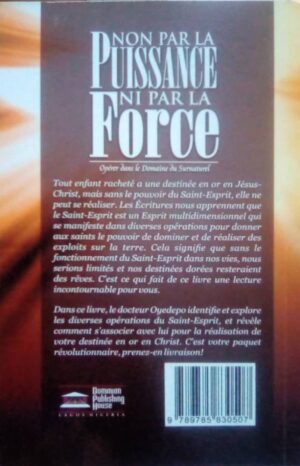 NON PAR LA
PUISSANCE
NI PAR LA
Force
Opérer dans le Domaine du Surnaturel
Tout enfant racheté a une destinée en or en Jésus-
Christ, mais sans le pouvoir du Saint-Esprit, elle ne
peut se réaliser. Les Écritures nous apprennent que
le Saint-Esprit est un Esprit multidimensionnel qui
se manifeste dans diverses opérations pour donner
aux saints le pouvoir de dominer et de réaliser des
exploits sur la terre. Cela signifie que sans le
fonctionnement du Saint-Esprit dans nos vies, nous
serions limités et nos destinées dorées resteraient
des rêves. C'est ce qui fait de ce livre une lecture
incontournable pour vous.
Dans ce livre, le docteur Oyedepo identifie et explore
les diverses opérations du Saint-Esprit, et révèle
comment s'associer avec lui pour la réalisation de
votre destinée en or en Christ. C'est votre paquet
révolutionnaire, prenez-en livraison!
Dominion
Publishing
House
LAGOS NIGERIA
9 789785 830507